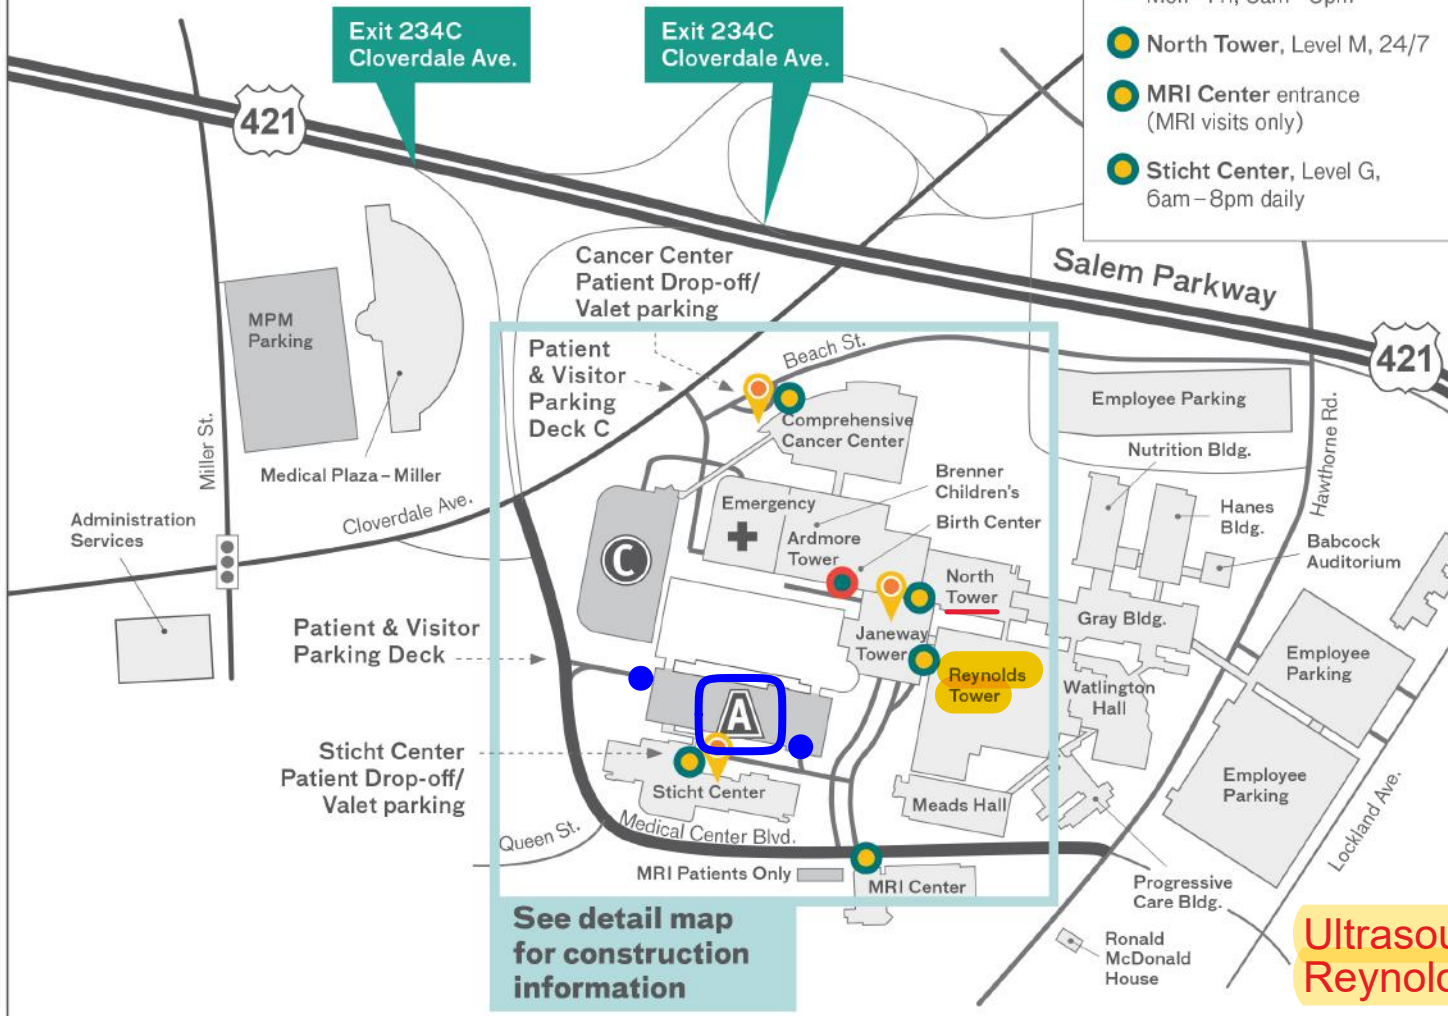 Exit 234C
Cloverdale Ave.
Exit 234C
Cloverdale Ave.
North Tower, Level M, 24/7
MRI Center entrance
(MRI visits only)
Sticht Center, Level G,
6am–8pm daily
421
Salem Parkway
421
Cancer Center
Patient Drop-off/
Valet parking
Patient
& Visitor
Parking
Deck C
Beach St.
MPM
Parking
Miller St.
Medical Plaza–Miller
Cloverdale Ave.
Administration
Services
Comprehensive
Cancer Center
Employee Parking
Hawthorne Rd.
Nutrition Bldg.
Hanes
Bldg.
Babcock
Auditorium
Brenner
Children's
Birth Center
Emergency
Ardmore
Tower
C
North
Tower
Gray Bldg.
Janeway
Tower
Reynolds
Tower
Watlington
Hall
Employee
Parking
Employee
Parking
Lockland Ave.
Patient & Visitor
Parking Deck
A
Sticht Center
Patient Drop-off/
Valet parking
Sticht Center
Meads Hall
Queen St.
Medical Center Blvd.
MRI Patients Only
MRI Center
Progressive
Care Bldg.
Ronald
McDonald
House
See detail map
for construction
information